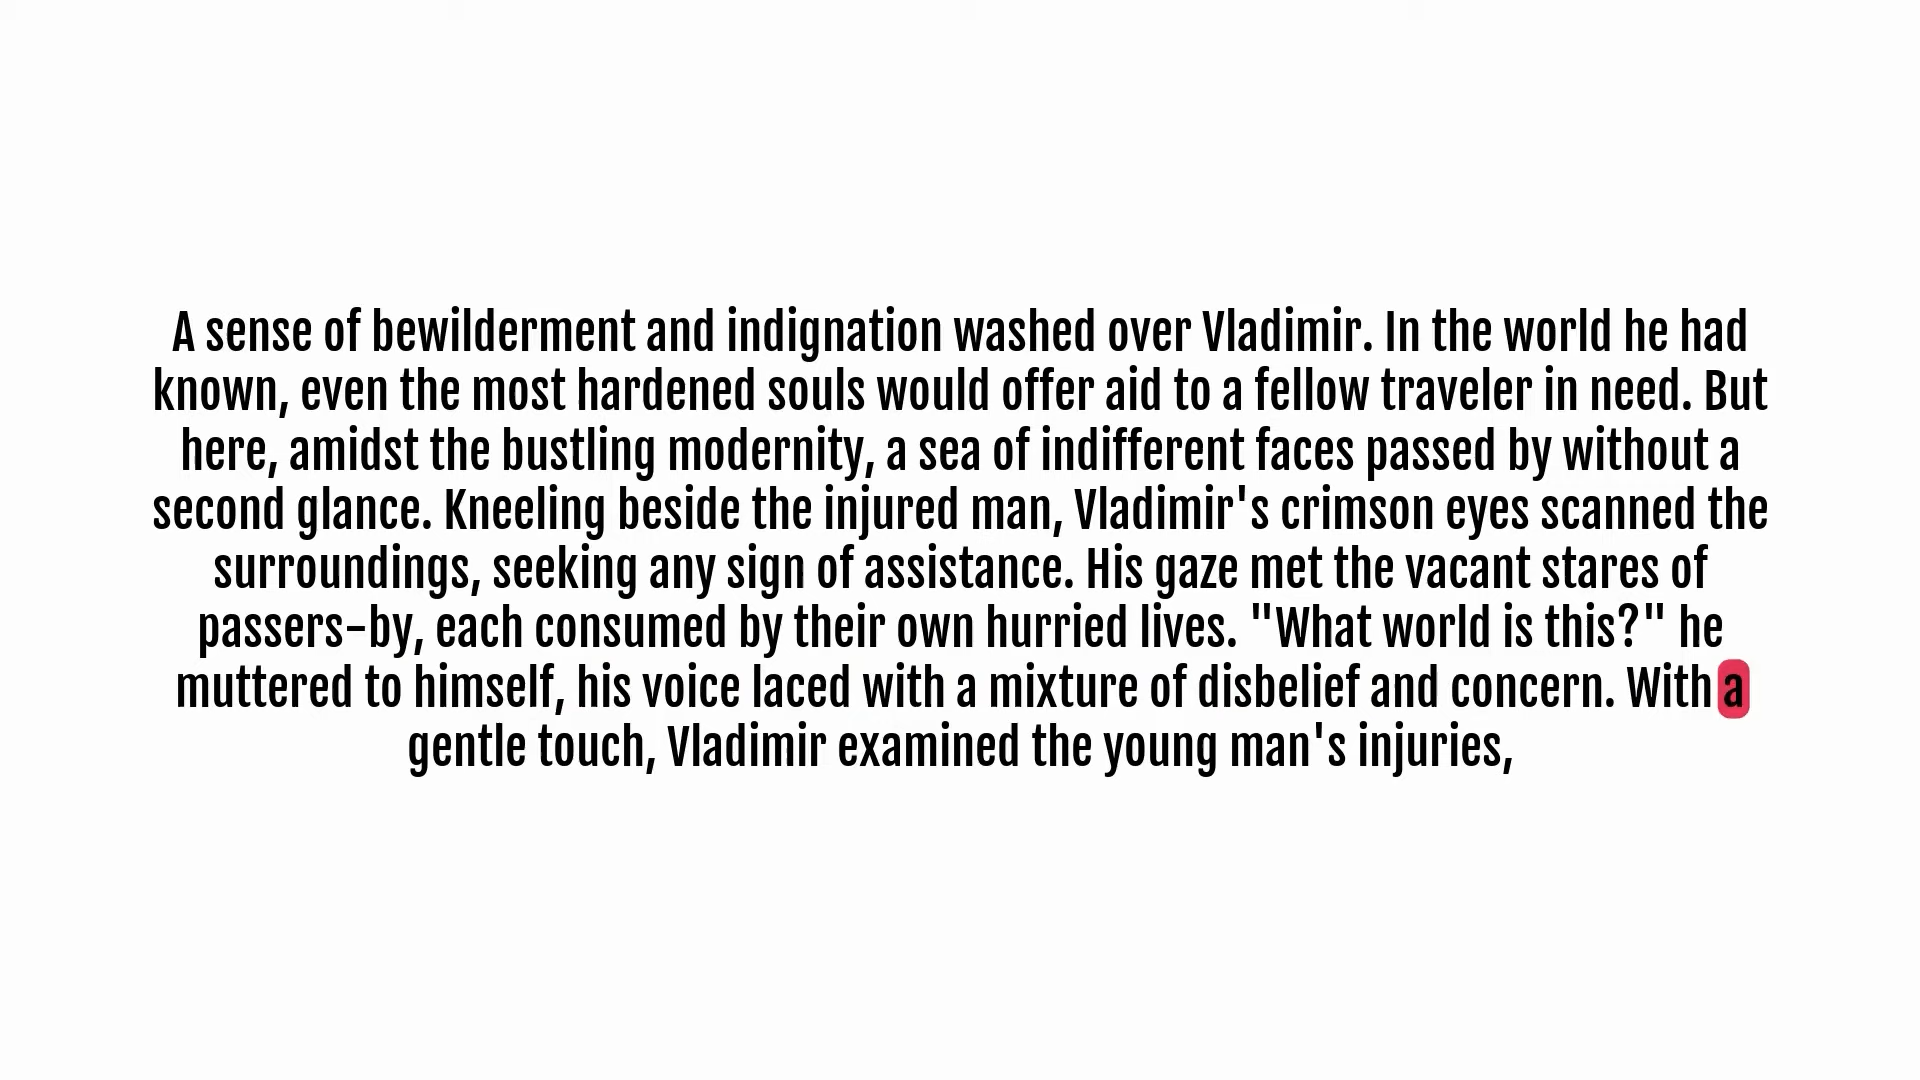 A sense of bewilderment and indignation washed over Vladimir. In the world he had
known, even the most hardened souls would offer aid to a fellow traveler in need. But
here, amidst the bustling modernity, a sea of indifferent faces passed by without a
second glance. Kneeling beside the injured man, Vladimir's crimson eyes scanned the
surroundings, seeking any sign of assistance. His gaze met the vacant stares of
passers-by, each consumed by their own hurried lives. "What world is this?" he
muttered to himself, his voice laced with a mixture of disbelief and concern. With a
gentle touch, Vladimir examined the young man's injuries,